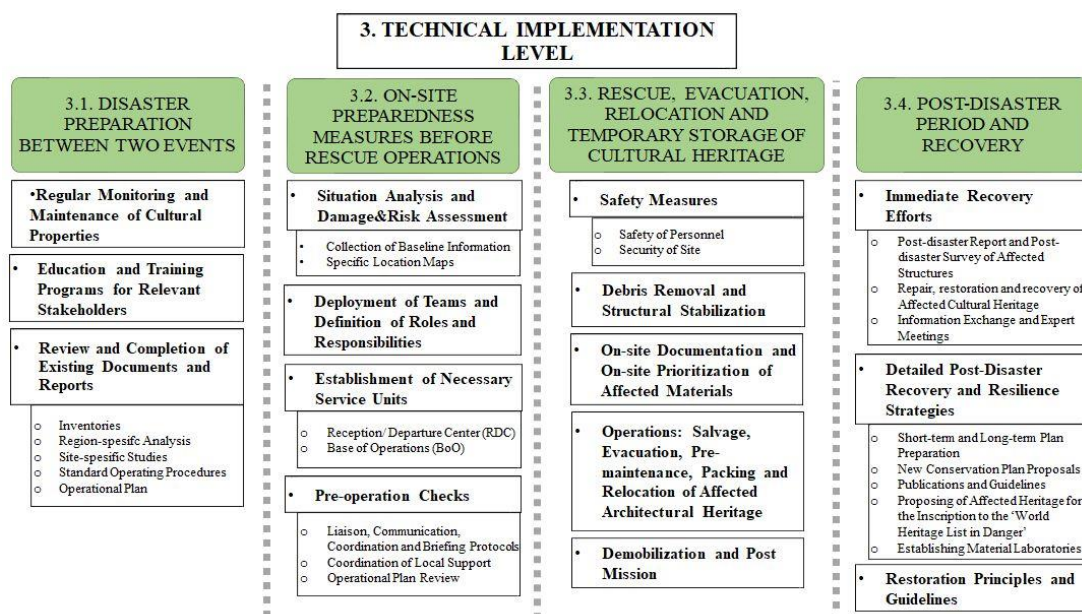 3. TECHNICAL IMPLEMENTATION
LEVEL
3.1. DISASTER
PREPARATION
BETWEEN TWO EVENTS
•Regular Monitoring and
Maintenance of Cultural
Properties
• Education and Training
Programs for Relevant
Stakeholders
• Review and Completion of
Existing Documents and
Reports
o Inventories
o Region-spesifc Analysis
o Site-spesific Studies
o Standard Operating Procedures
o Operational Plan
3.2. ON-SITE
PREPAREDNESS
MEASURES BEFORE
RESCUE OPERATIONS
• Situation Analysis and
Damage&Risk Assessment
• Collection of Baseline Information
• Specific Location Maps
• Deployment of Teams and
Definition of Roles and
Responsibilities
• Establishment of Necessary
Service Units
o Reception/ Departure Center (RDC)
o Base of Operations (BoO)
• Pre-operation Checks
o Liaison, Communication,
Coordination and Briefing Protocols
o Coordination of Local Support
o Operational Plan Review
3.3. RESCUE, EVACUATION,
RELOCATION AND
TEMPORARY STORAGE OF
CULTURAL HERITAGE
• Safety Measures
o Safety of Personnel
o Security of Site
• Debris Removal and
Structural Stabilization
• On-site Documentation and
On-site Prioritization of
Affected Materials
• Operations: Salvage,
Evacuation, Pre-
maintenance, Packing and
Relocation of Affected
Architectural Heritage
• Demobilization and Post
Mission
3.4. POST-DISASTER
PERIOD AND
RECOVERY
• Immediate Recovery
Efforts
o Post-disaster Report and Post-
disaster Survey of Affected
Structures
o Repair, restoration and recovery of
Affected Cultural Heritage
o Information Exchange and Expert
Meetings
• Detailed Post-Disaster
Recovery and Resilience
Strategies
o Short-term and Long-term Plan
Preparation
o New Conservation Plan Proposals
o Publications and Guidelines
o Proposing of Affected Heritage for
the Inscription to the ‘World
Heritage List in Danger’
o Establishing Material Laboratories
• Restoration Principles and
Guidelines